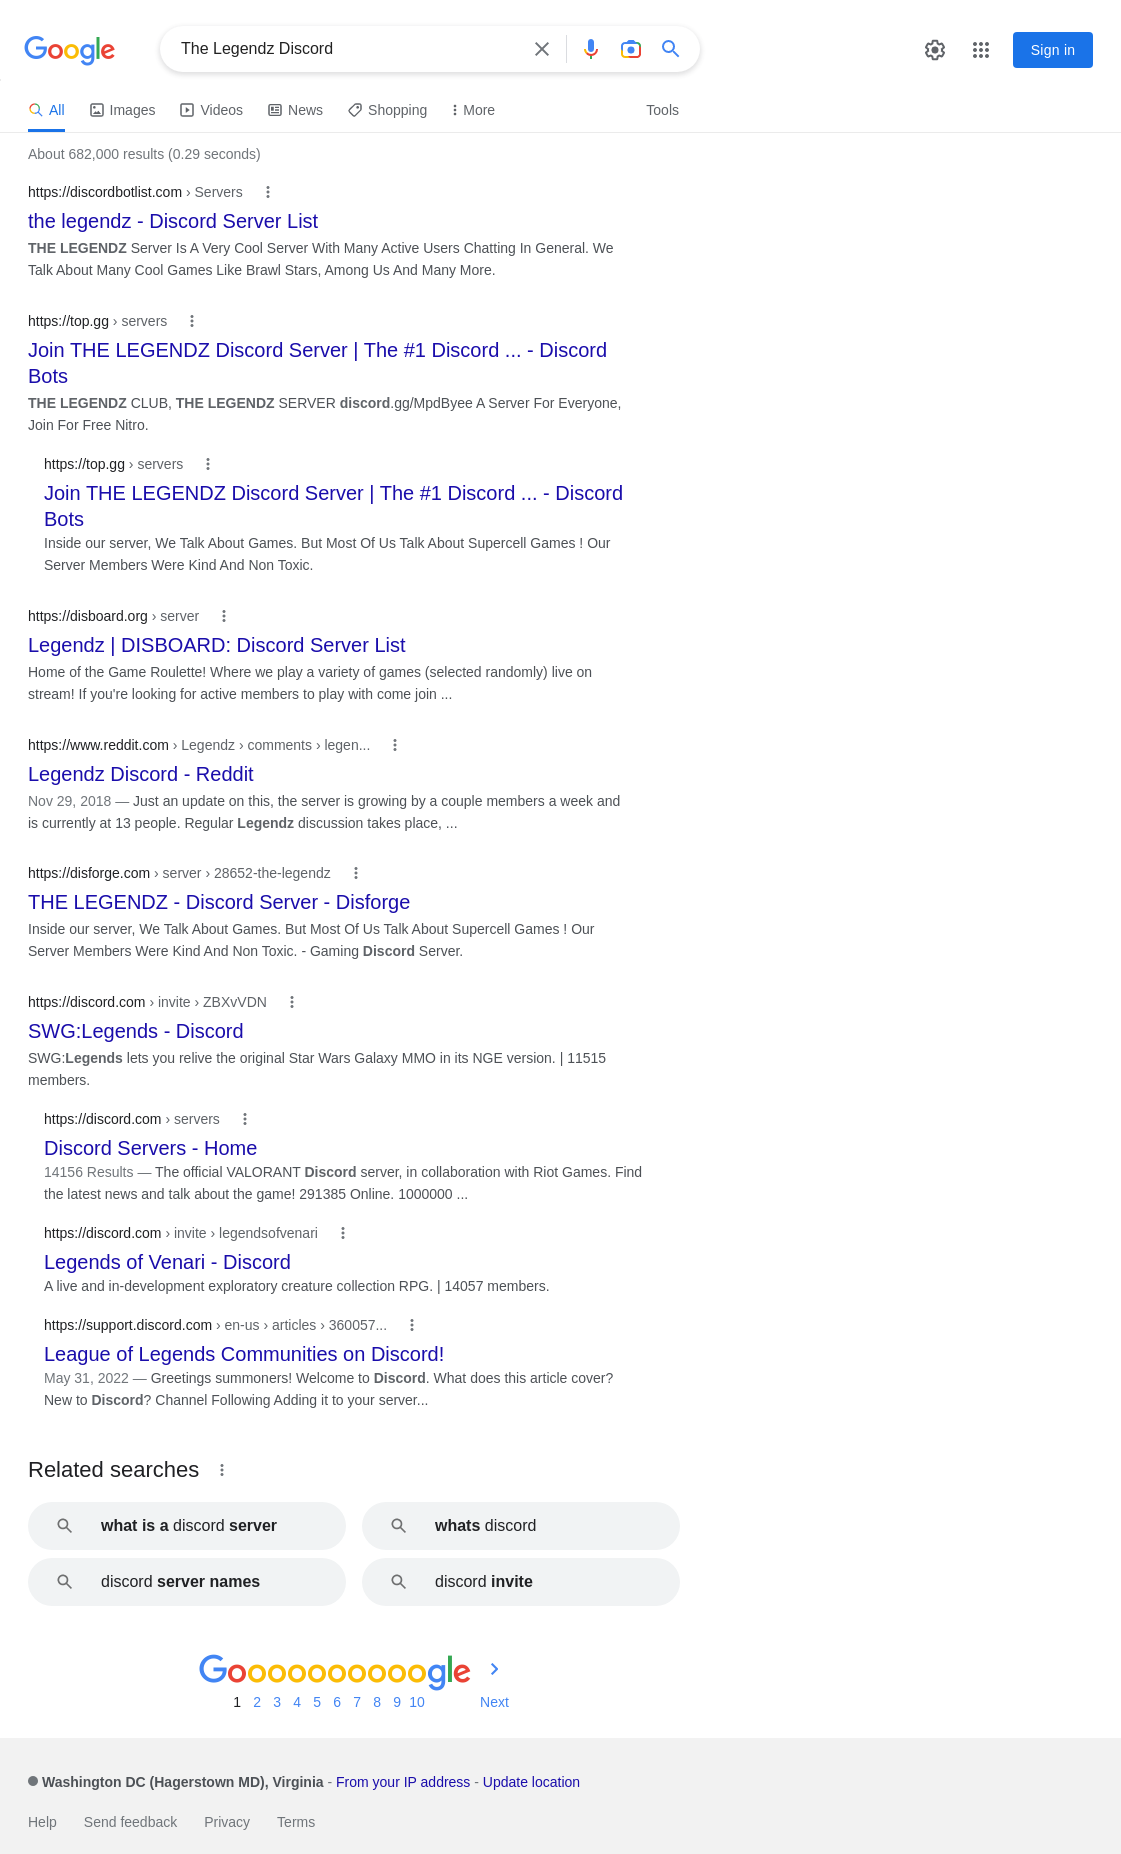 Google
The Legendz Discord
Sign in
All Images Videos News Shopping More Tools
About 682,000 results (0.29 seconds)
https://discordbotlist.com › Servers
the legendz - Discord Server List
THE LEGENDZ Server Is A Very Cool Server With Many Active Users Chatting In General. We
Talk About Many Cool Games Like Brawl Stars, Among Us And Many More.
https://top.gg › servers
Join THE LEGENDZ Discord Server | The #1 Discord ... - Discord
Bots
THE LEGENDZ CLUB, THE LEGENDZ SERVER discord.gg/MpdByee A Server For Everyone,
Join For Free Nitro.
https://top.gg › servers
Join THE LEGENDZ Discord Server | The #1 Discord ... - Discord
Bots
Inside our server, We Talk About Games. But Most Of Us Talk About Supercell Games ! Our
Server Members Were Kind And Non Toxic.
https://disboard.org › server
Legendz | DISBOARD: Discord Server List
Home of the Game Roulette! Where we play a variety of games (selected randomly) live on
stream! If you're looking for active members to play with come join ...
https://www.reddit.com › Legendz › comments › legen...
Legendz Discord - Reddit
Nov 29, 2018 — Just an update on this, the server is growing by a couple members a week and
is currently at 13 people. Regular Legendz discussion takes place, ...
https://disforge.com › server › 28652-the-legendz
THE LEGENDZ - Discord Server - Disforge
Inside our server, We Talk About Games. But Most Of Us Talk About Supercell Games ! Our
Server Members Were Kind And Non Toxic. - Gaming Discord Server.
https://discord.com › invite › ZBXvVDN
SWG:Legends - Discord
SWG:Legends lets you relive the original Star Wars Galaxy MMO in its NGE version. | 11515
members.
https://discord.com › servers
Discord Servers - Home
14156 Results — The official VALORANT Discord server, in collaboration with Riot Games. Find
the latest news and talk about the game! 291385 Online. 1000000 ...
https://discord.com › invite › legendsofvenari
Legends of Venari - Discord
A live and in-development exploratory creature collection RPG. | 14057 members.
https://support.discord.com › en-us › articles › 360057...
League of Legends Communities on Discord!
May 31, 2022 — Greetings summoners! Welcome to Discord. What does this article cover?
New to Discord? Channel Following Adding it to your server...
Related searches
what is a discord server
whats discord
discord server names
discord invite
Goooooooooogle
1 2 3 4 5 6 7 8 9 10 Next
Washington DC (Hagerstown MD), Virginia - From your IP address - Update location
Help Send feedback Privacy Terms